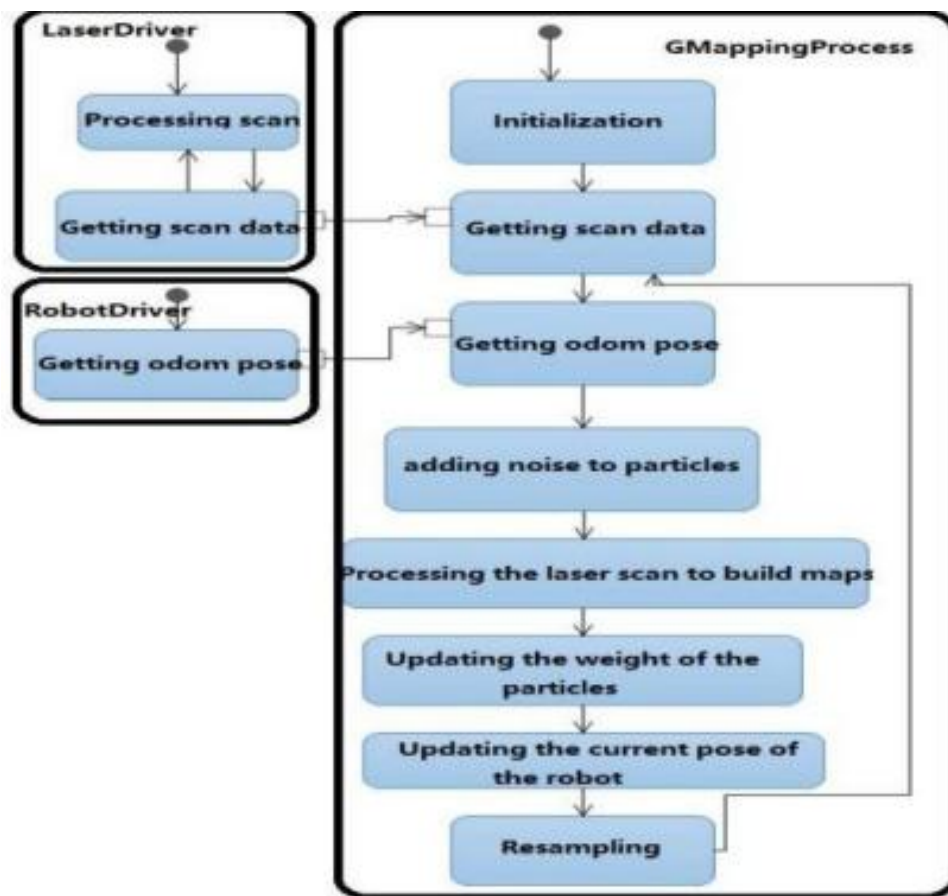 LaserDriver
Processing scan
Getting scan data
RobotDriver
Getting odom pose
GMappingProcess
Initialization
Getting scan data
Getting odom pose
adding noise to particles
Processing the laser scan to build maps
Updating the weight of the
particles
Updating the current pose of
the robot
Resampling